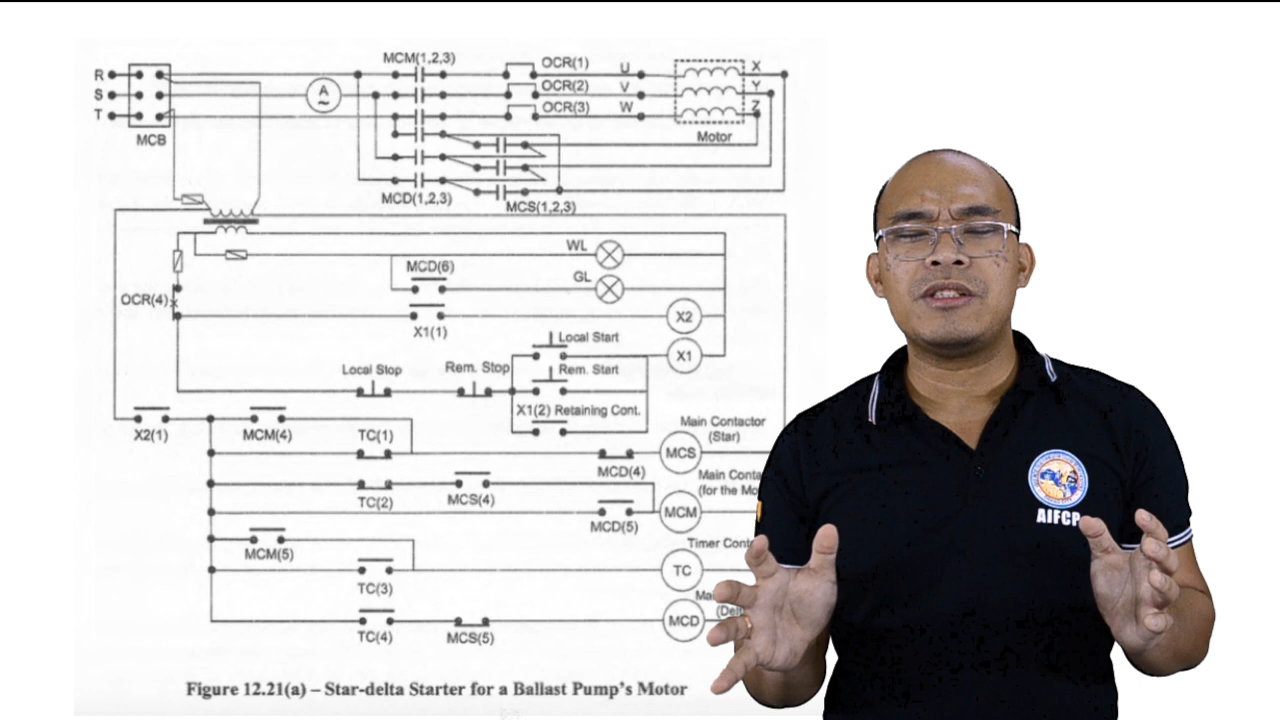 MCM(1,2,3)
OCR(1)
R
U
X
OCR(2)
S
A
V
Y
OCR(3)
T
W
Z
MCB
Motor
MCD(1,2,3)
MCS(1,2,3)
WL
MCD(6)
GL
OCR(4)
X2
X1(1)
Local Start
X1
Local Stop
Rem. Stop
Rem. Start
X1(2) Retaining Cont.
X2(1)
MCM(4)
TC(1)
Main Contactor
(Star)
MCS
MCD(4)
Main Conta
(for the Mo
TC(2)
MCS(4)
MCM
MCD(5)
MCM(5)
Timer Cont
TC
TC(3)
Ma
(Delt
MCD
TC(4)
MCS(5)
AIFCP
Figure 12.21(a) – Star-delta Starter for a Ballast Pump's Motor